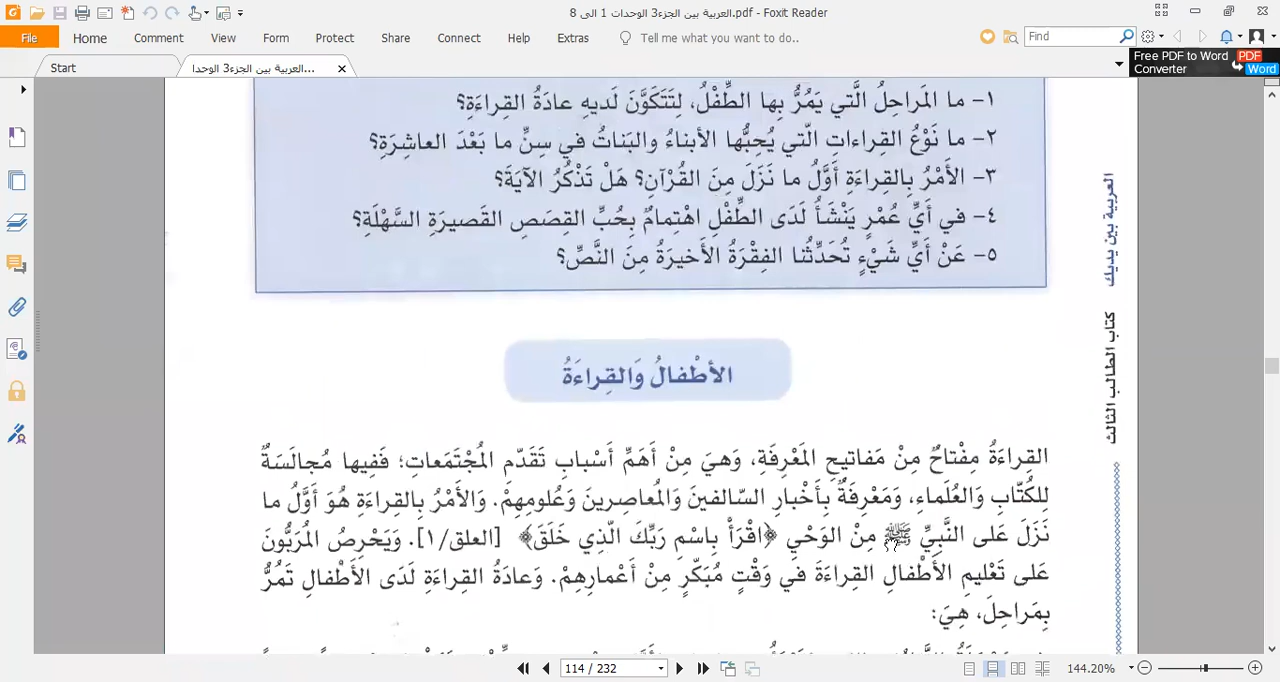 العربية بين الجزء3 الوحدات 1 الى 8.pdf - Foxit Reader
File Home Comment View Form Protect Share Connect Help Extras Tell me what you want to do.. Find
Start العربية بين الجزء3 الوحدا...
Free PDF to Word Converter PDF Word
١- ما المَراحِلُ الَّتي يَمُرُّ بِها الطِّفْلُ، لِتَتَكَوَّنَ لَديهِ عادَةُ القِراءَةِ؟
٢- ما نَوْعُ القِراءاتِ الّتي يُحِبُّها الأبناءُ والبَناتُ في سِنِّ ما بَعْدَ العاشِرَةِ؟
٣- الأَمْرُ بِالقِراءَةِ أَوَّلُ ما نَزَلَ مِنَ القُرْآنِ؟ هَلْ تَذْكُرُ الآيَةَ؟
٤- في أَيِّ عُمْرٍ يَنْشَأُ لَدَى الطِّفْلِ اهْتِمامٌ بِحُبِّ القِصَصِ القَصيرَةِ السَّهْلَةِ؟
٥- عَنْ أَيِّ شَيْءٍ تُحَدِّثُنا الفِقْرَةُ الأَخيرَةُ مِنَ النَّصِّ؟
العربية بين يديك
كتاب الطالب الثالث
الأطْفالُ وَالقِراءَةُ
القِراءَةُ مِفْتاحٌ مِنْ مَفاتيحِ المَعْرِفَةِ، وَهيَ مِنْ أَهَمِّ أَسْبابِ تَقَدّم المُجْتَمَعاتِ؛ فَفِيها مُجالَسَةٌ
لِلكُتّابِ وَالعُلَماءِ، وَمَعْرِفَةٌ بِأَخْبارِ السّالفينَ وَالمُعاصِرينَ وَعُلومِهِمْ. وَالأَمْرُ بِالقِراءَةِ هُوَ أَوَّلُ ما
نَزَلَ عَلى النَّبِيِّ ﷺ مِنْ الوَحْيِ ﴿اقْرَأْ بِاسْمِ رَبِّكَ الّذِي خَلَقَ﴾ [العلق/١]. وَيَحْرِصُ المُرَبُّونَ
عَلى تَعْليمِ الأَطْفالِ القِراءَةَ في وَقْتٍ مُبَكّرٍ مِنْ أَعْمارِهِمْ. وَعادَةُ القِراءَةِ لَدَى الأَطْفالِ تَمُرُّ
بِمَراحِلَ، هِيَ:
114 / 232 144.20%